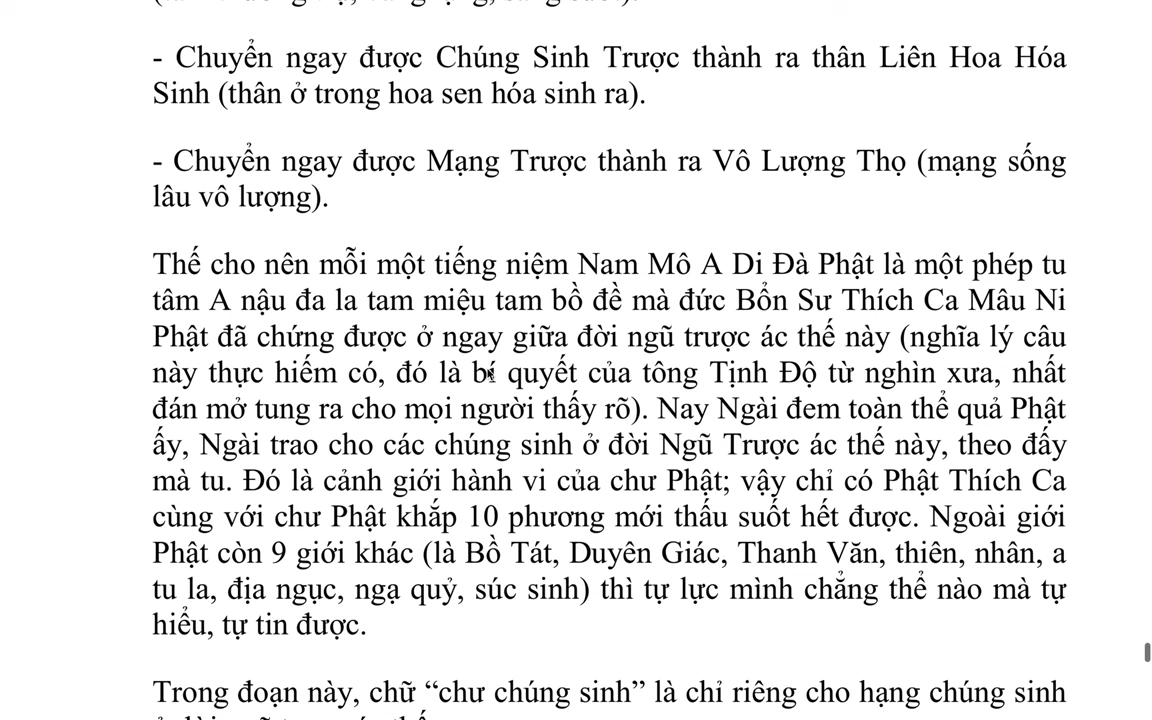 - Chuyển ngay được Chúng Sinh Trược thành ra thân Liên Hoa Hóa
Sinh (thân ở trong hoa sen hóa sinh ra).
- Chuyển ngay được Mạng Trược thành ra Vô Lượng Thọ (mạng sống
lâu vô lượng).
Thế cho nên mỗi một tiếng niệm Nam Mô A Di Đà Phật là một phép tu
tâm A nậu đa la tam miệu tam bồ đề mà đức Bổn Sư Thích Ca Mâu Ni
Phật đã chứng được ở ngay giữa đời ngũ trược ác thế này (nghĩa lý câu
này thực hiếm có, đó là bí quyết của tông Tịnh Độ từ nghìn xưa, nhất
đán mở tung ra cho mọi người thấy rõ). Nay Ngài đem toàn thể quả Phật
ấy, Ngài trao cho các chúng sinh ở đời Ngũ Trược ác thế này, theo đấy
mà tu. Đó là cảnh giới hành vi của chư Phật; vậy chỉ có Phật Thích Ca
cùng với chư Phật khắp 10 phương mới thấu suốt hết được. Ngoài giới
Phật còn 9 giới khác (là Bồ Tát, Duyên Giác, Thanh Văn, thiên, nhân, a
tu la, địa ngục, ngạ quỷ, súc sinh) thì tự lực mình chẳng thể nào mà tự
hiểu, tự tin được.
Trong đoạn này, chữ “chư chúng sinh” là chỉ riêng cho hạng chúng sinh